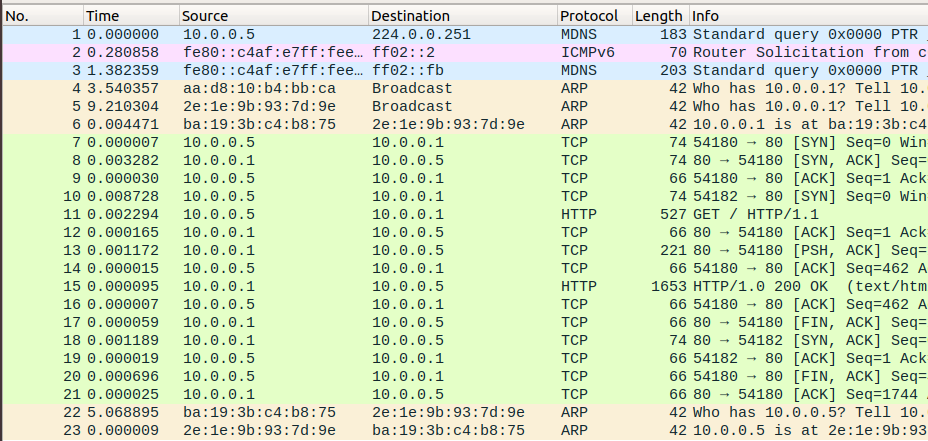 No. Time Source Destination Protocol Length Info
1 0.000000 10.0.0.5 224.0.0.251 MDNS 183 Standard query 0x0000 PTR
2 0.280858 fe80::c4af:e7ff:fee… ff02::2 ICMPv6 70 Router Solicitation from c
3 1.382359 fe80::c4af:e7ff:fee… ff02::fb MDNS 203 Standard query 0x0000 PTR
4 3.540357 aa:d8:10:b4:bb:ca Broadcast ARP 42 Who has 10.0.0.1? Tell 10.
5 9.210304 2e:1e:9b:93:7d:9e Broadcast ARP 42 Who has 10.0.0.1? Tell 10.
6 0.004471 ba:19:3b:c4:b8:75 2e:1e:9b:93:7d:9e ARP 42 10.0.0.1 is at ba:19:3b:c4
7 0.000007 10.0.0.5 10.0.0.1 TCP 74 54180 → 80 [SYN] Seq=0 Win
8 0.003282 10.0.0.1 10.0.0.5 TCP 74 80 → 54180 [SYN, ACK] Seq=
9 0.000030 10.0.0.5 10.0.0.1 TCP 66 54180 → 80 [ACK] Seq=1 Ack
10 0.008728 10.0.0.5 10.0.0.1 TCP 74 54182 → 80 [SYN] Seq=0 Win
11 0.002294 10.0.0.5 10.0.0.1 HTTP 527 GET / HTTP/1.1
12 0.000165 10.0.0.1 10.0.0.5 TCP 66 80 → 54180 [ACK] Seq=1 Ack
13 0.001172 10.0.0.1 10.0.0.5 TCP 221 80 → 54180 [PSH, ACK] Seq=
14 0.000015 10.0.0.5 10.0.0.1 TCP 66 54180 → 80 [ACK] Seq=462 A
15 0.000095 10.0.0.1 10.0.0.5 HTTP 1653 HTTP/1.0 200 OK (text/htm
16 0.000007 10.0.0.5 10.0.0.1 TCP 66 54180 → 80 [ACK] Seq=462 A
17 0.000059 10.0.0.1 10.0.0.5 TCP 66 80 → 54180 [FIN, ACK] Seq=
18 0.001189 10.0.0.1 10.0.0.5 TCP 74 80 → 54182 [SYN, ACK] Seq=
19 0.000019 10.0.0.5 10.0.0.1 TCP 66 54182 → 80 [ACK] Seq=1 Ack
20 0.000696 10.0.0.5 10.0.0.1 TCP 66 54180 → 80 [FIN, ACK] Seq=
21 0.000025 10.0.0.1 10.0.0.5 TCP 66 80 → 54180 [ACK] Seq=1744
22 5.068895 ba:19:3b:c4:b8:75 2e:1e:9b:93:7d:9e ARP 42 Who has 10.0.0.5? Tell 10.
23 0.000009 2e:1e:9b:93:7d:9e ba:19:3b:c4:b8:75 ARP 42 10.0.0.5 is at 2e:1e:9b:93